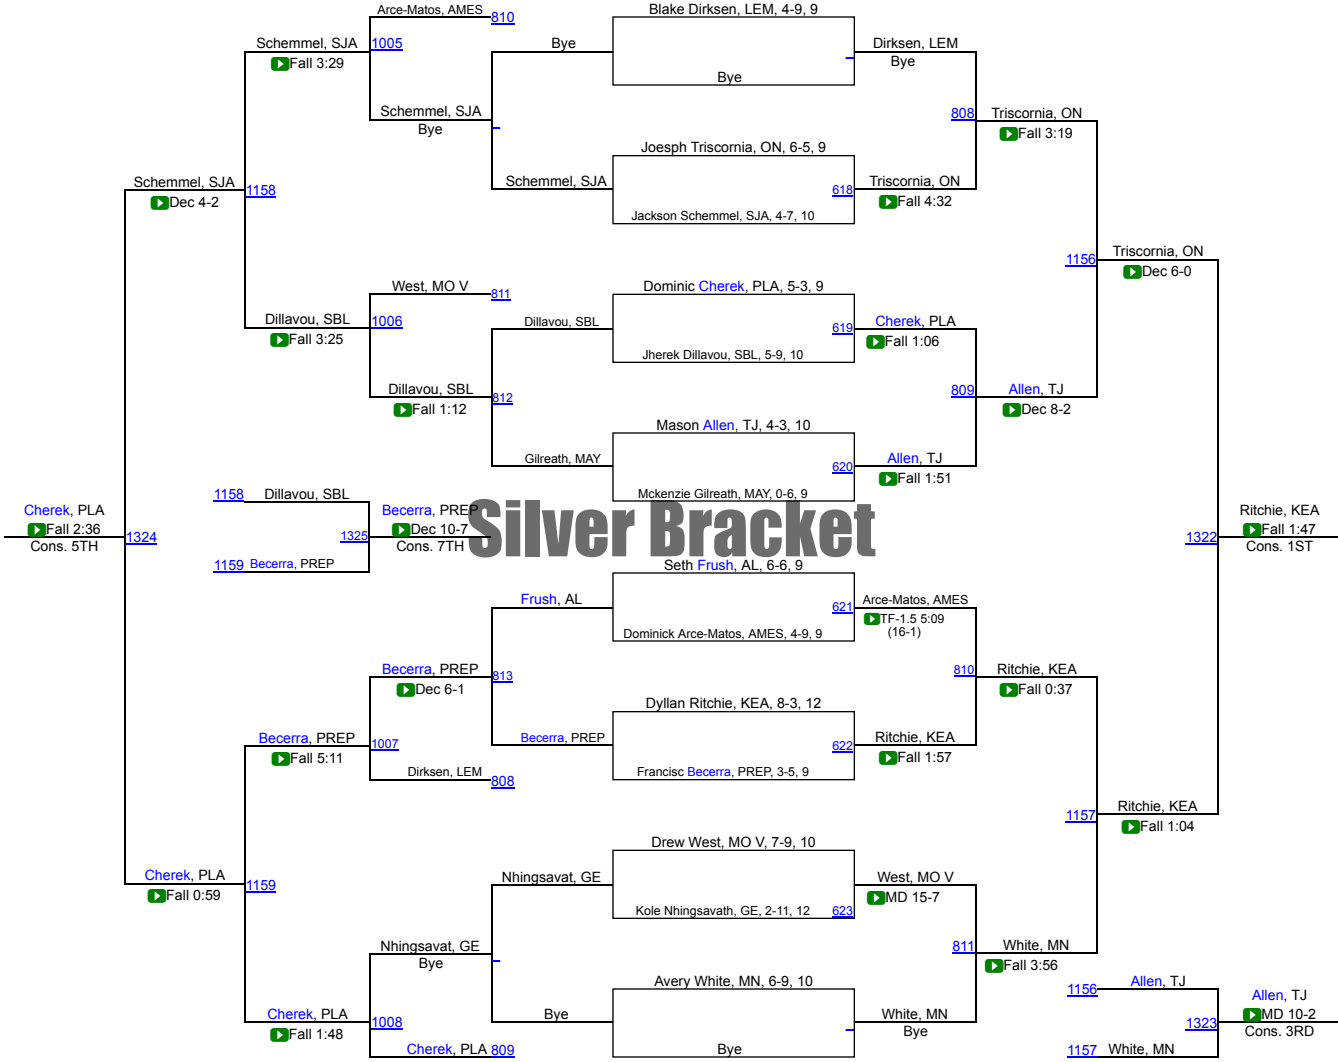 Arce-Matos, AMES 810
Schemmel, SJA 1005
Fall 3:29
Schemmel, SJA
Bye
Bye
Schemmel, SJA
Schemmel, SJA 1158
Dec 4-2
West, MO V 811
Dillavou, SBL 1006
Fall 3:25
Dillavou, SBL
Dillavou, SBL 812
Fall 1:12
Gilreath, MAY
1158 Dillavou, SBL
Becerra, PREP
1325 Dec 10-7
Cons. 7TH
1159 Becerra, PREP
Cherek, PLA
Fall 2:36
Cons. 5TH
1324
Silver Bracket
Frush, AL
Becerra, PREP 813
Dec 6-1
Becerra, PREP
Becerra, PREP 1007
Fall 5:11
Dirksen, LEM 808
Cherek, PLA 1159
Fall 0:59
Nhingsavat, GE
Nhingsavat, GE
Bye
Bye
Cherek, PLA 1008
Fall 1:48
Cherek, PLA 809
Blake Dirksen, LEM, 4-9, 9
Bye
Dirksen, LEM
Bye
Joesph Triscornia, ON, 6-5, 9
618
Jackson Schemmel, SJA, 4-7, 10
Triscornia, ON
Fall 4:32
808 Triscornia, ON
Fall 3:19
Dominic Cherek, PLA, 5-3, 9
619
Jherek Dillavou, SBL, 5-9, 10
Cherek, PLA
Fall 1:06
Mason Allen, TJ, 4-3, 10
620
Mckenzie Gilreath, MAY, 0-6, 9
Allen, TJ
Fall 1:51
809 Allen, TJ
Dec 8-2
1156 Triscornia, ON
Dec 6-0
Seth Frush, AL, 6-6, 9
621
Dominick Arce-Matos, AMES, 4-9, 9
Arce-Matos, AMES
TF-1.5 5:09
(16-1)
Dyllan Ritchie, KEA, 8-3, 12
622
Francisc Becerra, PREP, 3-5, 9
Ritchie, KEA
Fall 1:57
810 Ritchie, KEA
Fall 0:37
Drew West, MO V, 7-9, 10
Kole Nhingsavath, GE, 2-11, 12 623
West, MO V
MD 15-7
Avery White, MN, 6-9, 10
Bye
White, MN
Bye
811 White, MN
Fall 3:56
1157 Ritchie, KEA
Fall 1:04
1322
Ritchie, KEA
Fall 1:47
Cons. 1ST
1156 Allen, TJ
1323
1157 White, MN
Allen, TJ
MD 10-2
Cons. 3RD